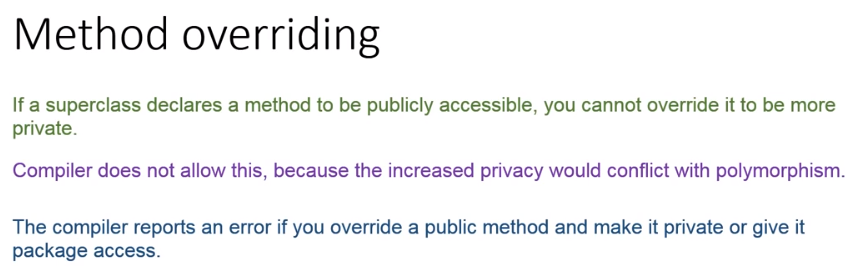 Method overriding
If a superclass declares a method to be publicly accessible, you cannot override it to be more
private.
Compiler does not allow this, because the increased privacy would conflict with polymorphism.
The compiler reports an error if you override a public method and make it private or give it
package access.